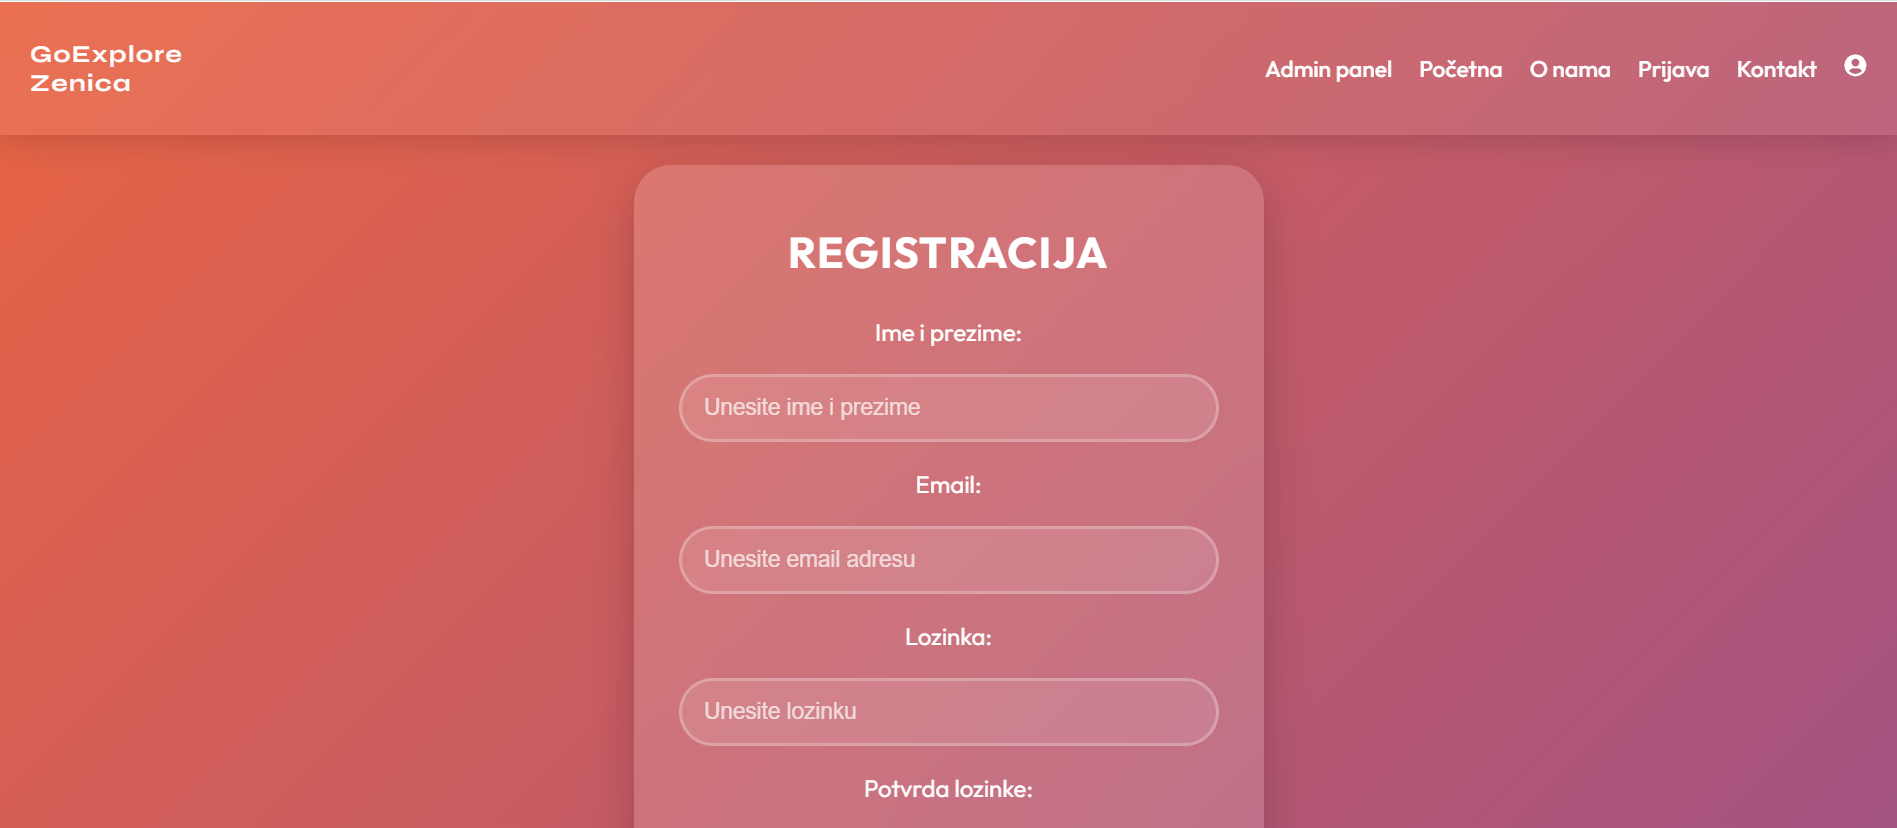 GoExplore
Zenica
Admin panel Početna O nama Prijava Kontakt
REGISTRACIJA
Ime i prezime:
Unesite ime i prezime
Email:
Unesite email adresu
Lozinka:
Unesite lozinku
Potvrda lozinke: